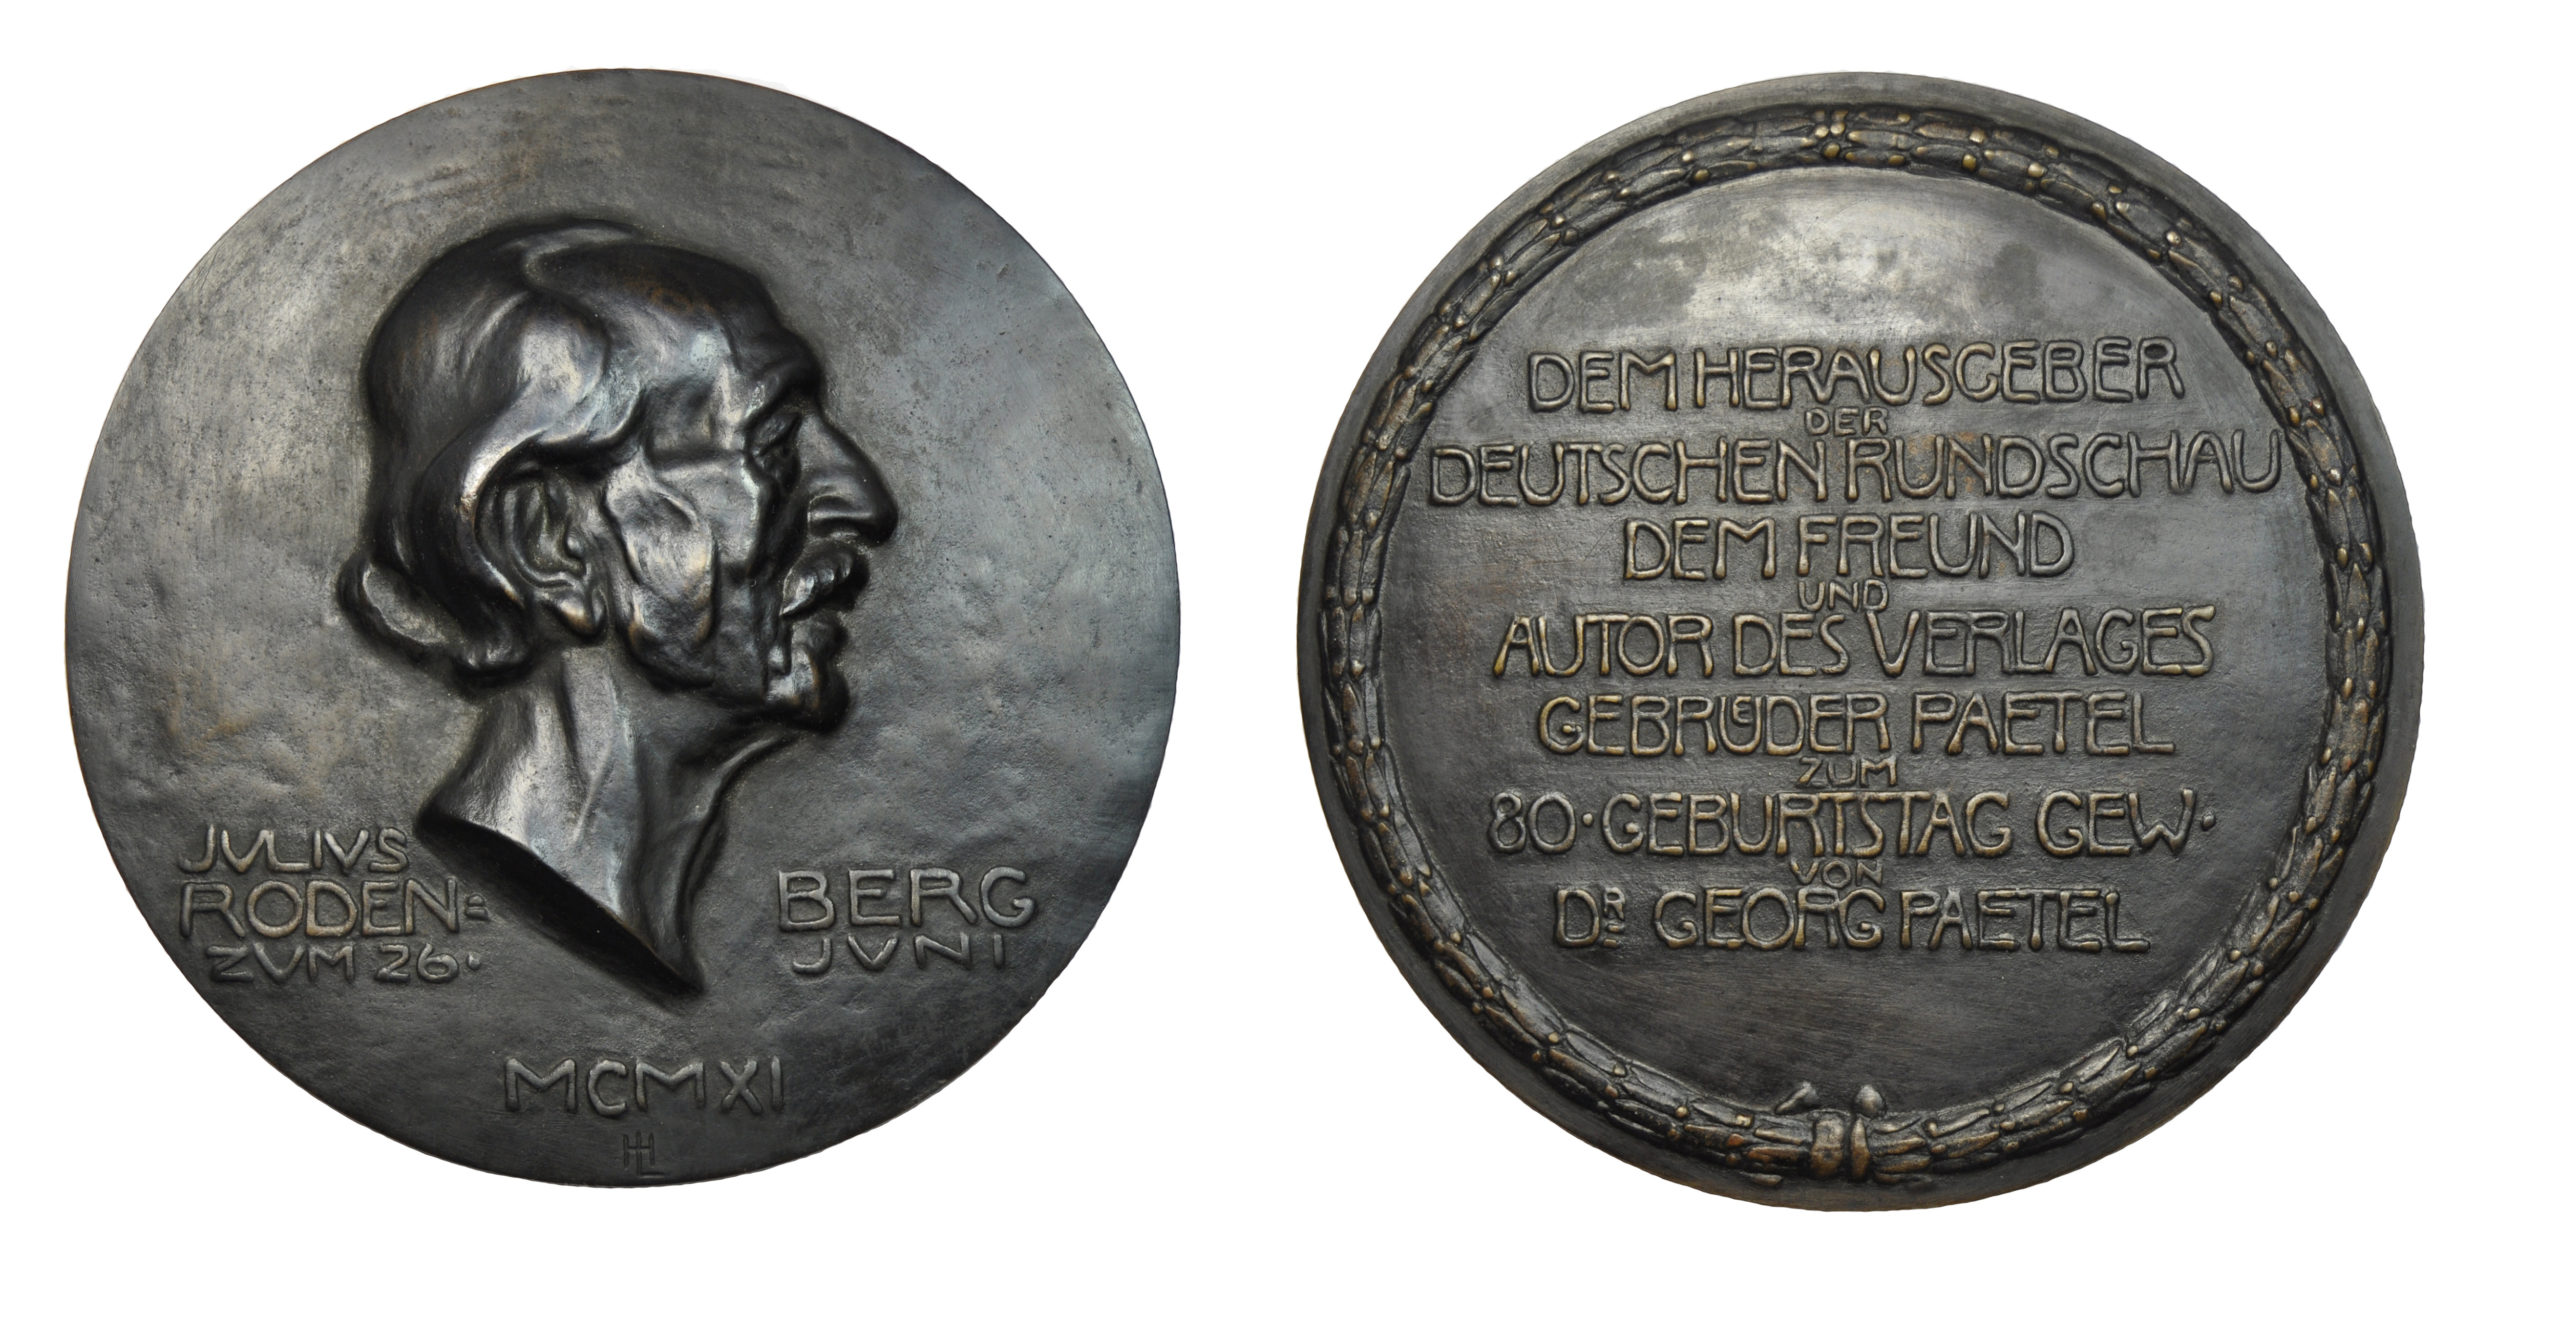 JVLIVS
RODEN=
BERG
ZVM 26·
JVNI
MCMXI
HL
DEM HERAUSGEBER
DER
DEUTSCHEN RUNDSCHAU
DEM FREUND
UND
AUTOR DES VERLAGES
GEBRUEDER PAETEL
ZUM
80·GEBURTSTAG GEW·
VON
DR GEORG PAETEL